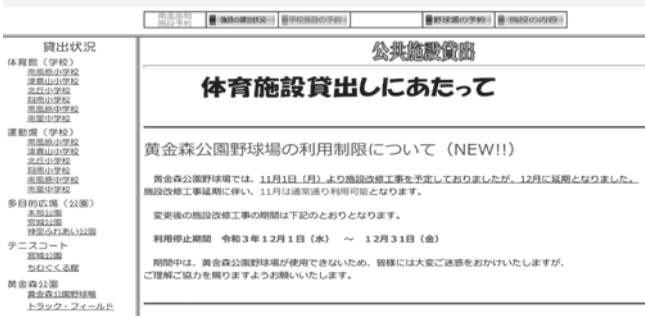 南風原町
施設予約
施設の貸出状況
学校施設の予約
野球場の予約
施設の内容
貸出状況
体育館（学校）
南風原小学校
津嘉山小学校
北丘小学校
翔南小学校
南風原中学校
南星中学校
運動場（学校）
南風原小学校
津嘉山小学校
北丘小学校
翔南小学校
南風原中学校
南星中学校
多目的広場（公園）
本部公園
宮城公園
神里ふれあい公園
テニスコート
宮城公園
ちむぐくる館
黄金森公園
黄金森公園野球場
トラック・フィールド
公共施設貸出
体育施設貸出しにあたって
黄金森公園野球場の利用制限について（NEW!!）
黄金森公園野球場では、11月1日（月）より施設改修工事を予定しておりましたが、12月に延期となりました。
施設改修工事延期に伴い、11月は通常通り利用可能となります。
変更後の施設改修工事の期間は下記のとおりとなります。
利用停止期間　令和３年１２月１日（水）　～　１２月３１日（金）
期間中は、黄金森公園野球場が使用できないため、皆様には大変ご迷惑をおかけいたしますが、
ご理解ご協力を賜りますようお願いいたします。